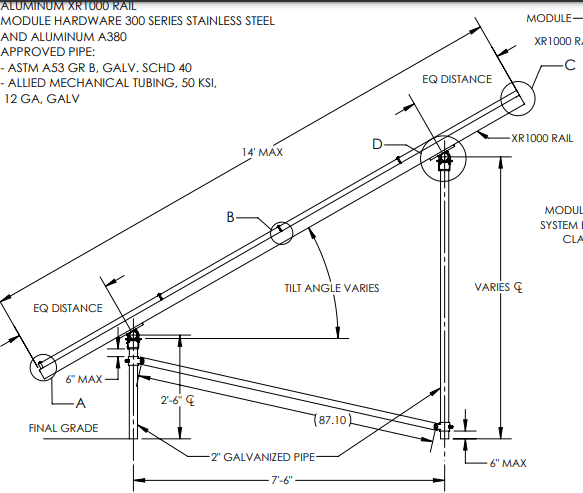 ALUMINUM XR1000 RAIL
MODULE HARDWARE 300 SERIES STAINLESS STEEL
AND ALUMINUM A380
APPROVED PIPE:
- ASTM A53 GR B, GALV. SCHD 40
- ALLIED MECHANICAL TUBING, 50 KSI,
12 GA, GALV
MODULE
XR1000 RA
EQ DISTANCE
C
XR1000 RAIL
D
14' MAX
B
MODUL
SYSTEM
CLA
TILT ANGLE VARIES
VARIES ℄
EQ DISTANCE
6" MAX
A
2'-6" ℄
(87.10)
FINAL GRADE
2" GALVANIZED PIPE
6" MAX
7'-6"